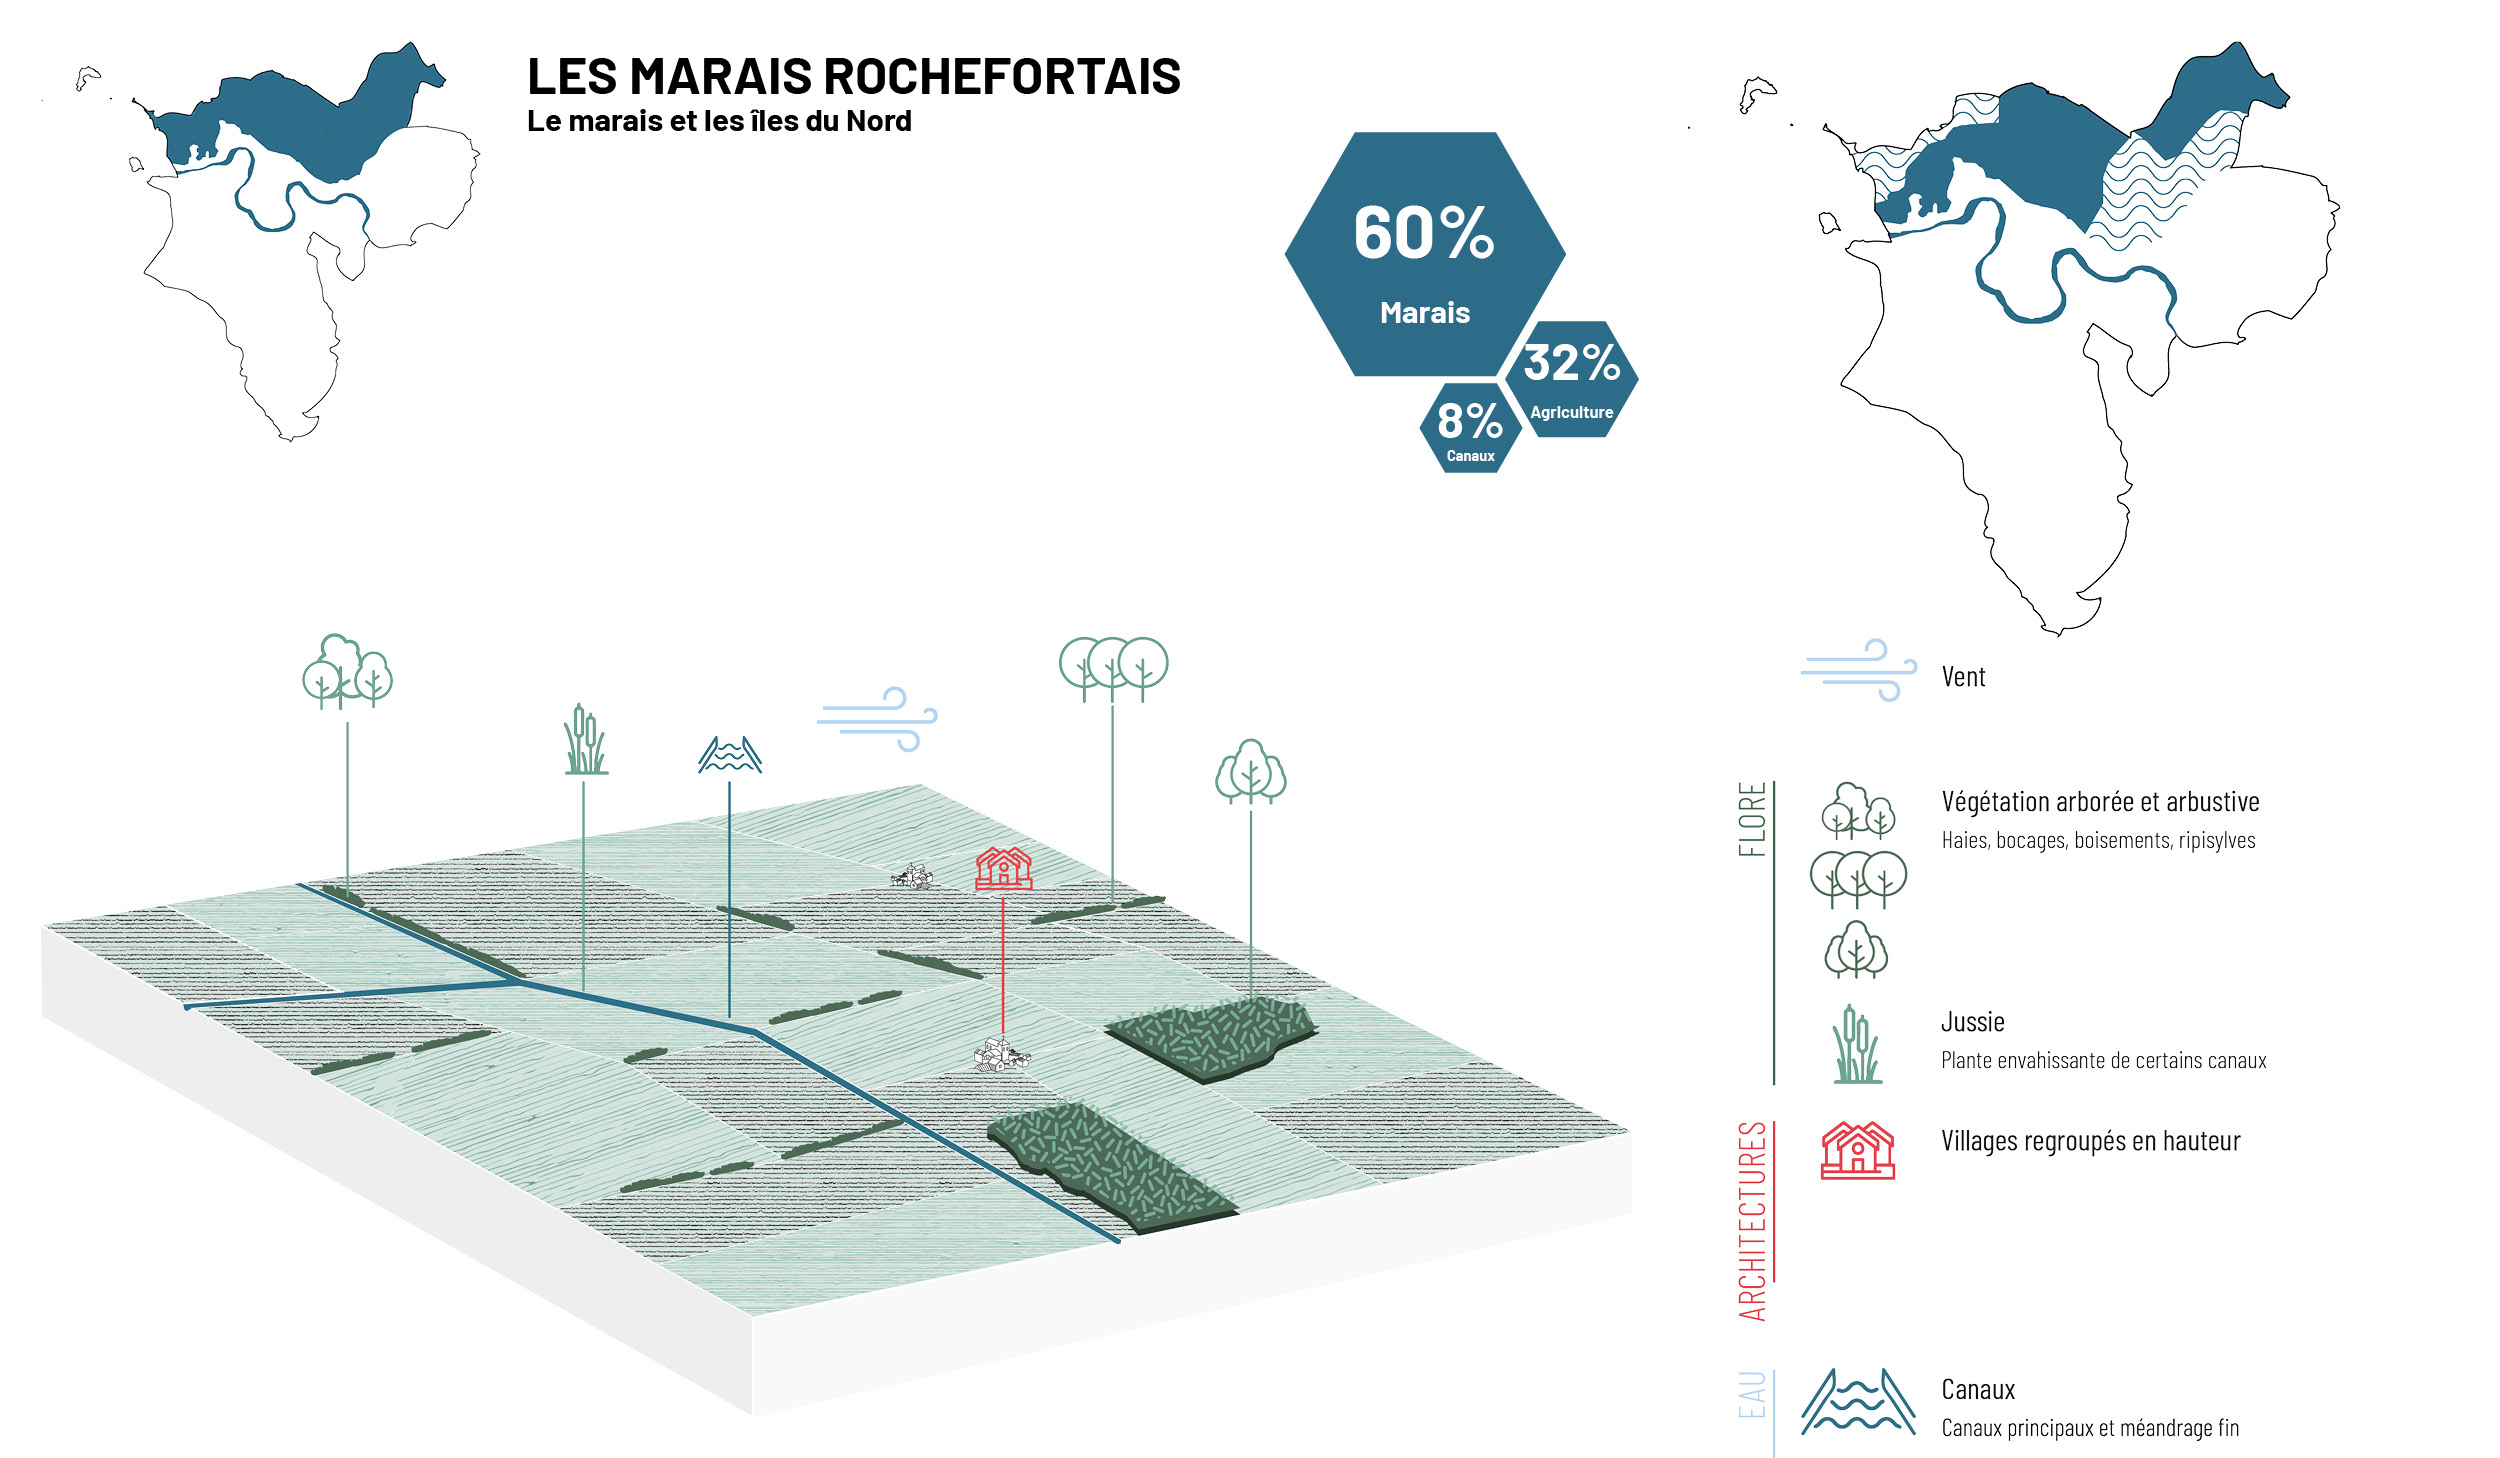 LES MARAIS ROCHEFORTAIS
Le marais et les îles du Nord
60%
Marais
32%
Agriculture
8%
Canaux
Vent
FLORE
Végétation arborée et arbustive
Haies, bocages, boisements, ripisylves
Jussie
Plante envahissante de certains canaux
ARCHITECTURES
Villages regroupés en hauteur
EAU
Canaux
Canaux principaux et méandrage fin